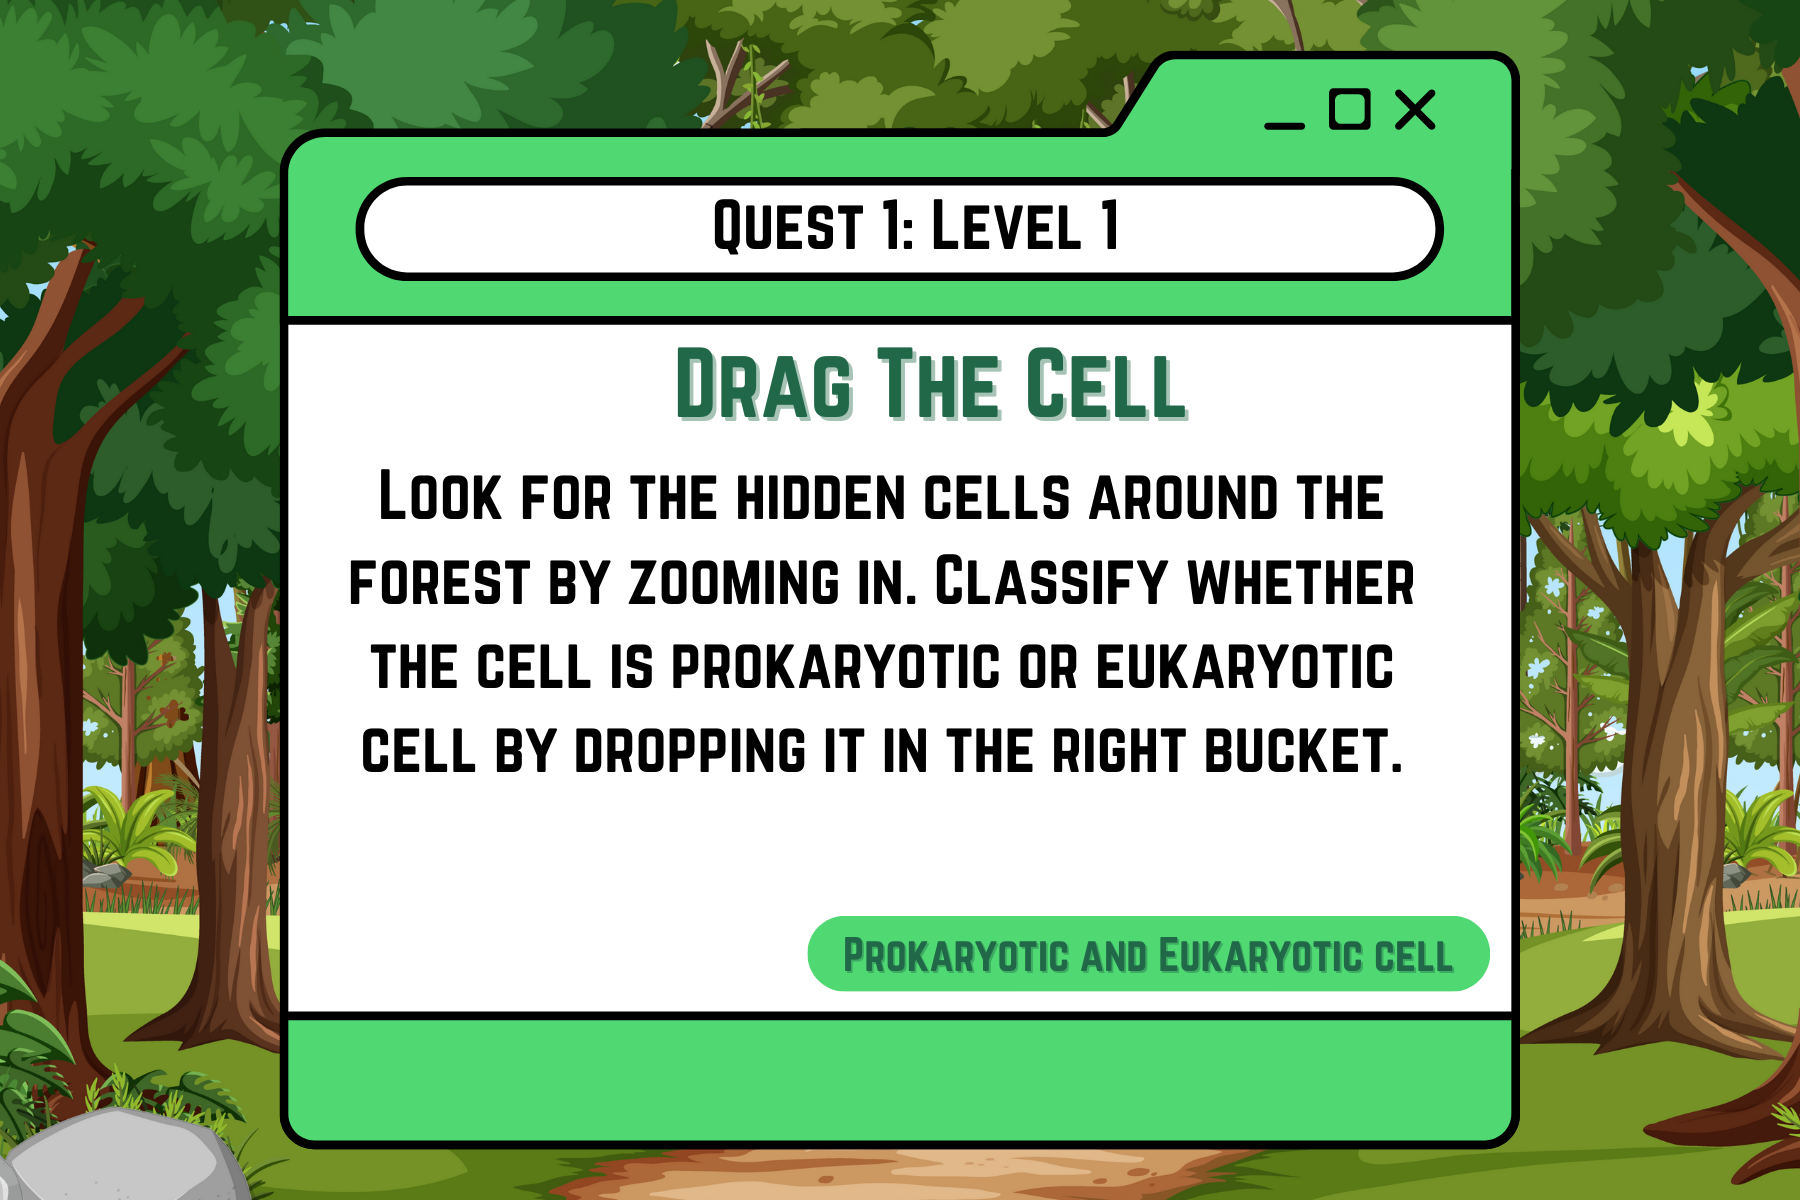 Quest 1: Level 1
Drag The Cell
Look for the hidden cells around the
forest by zooming in. Classify whether
the cell is prokaryotic or eukaryotic
cell by dropping it in the right bucket.
Prokaryotic and Eukaryotic cell